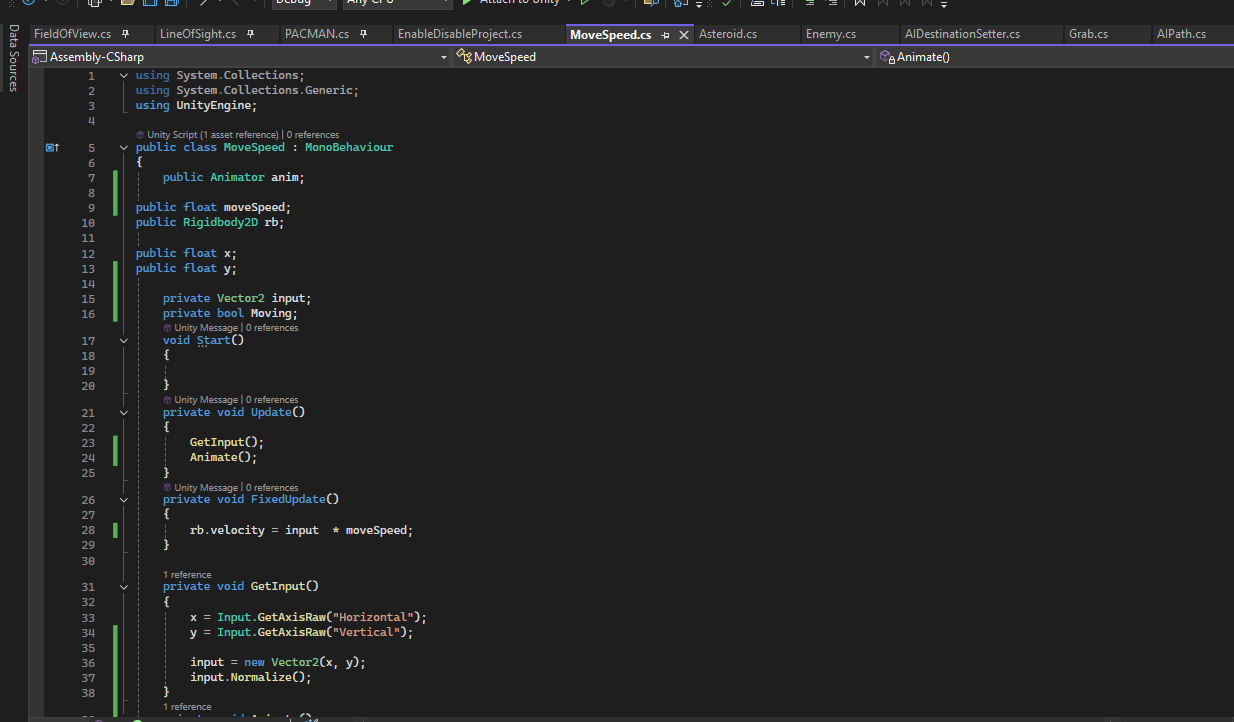 Debug Any CPU Attach to Unity
Data Sources
FieldOfView.cs LineOfSight.cs PACMAN.cs EnableDisableProject.cs MoveSpeed.cs Asteroid.cs Enemy.cs AIDestinationSetter.cs Grab.cs AIPath.cs
Assembly-CSharp MoveSpeed Animate()
1 using System.Collections;
2 using System.Collections.Generic;
3 using UnityEngine;
4
Unity Script (1 asset reference) | 0 references
5 public class MoveSpeed : MonoBehaviour
6 {
7 public Animator anim;
8
9 public float moveSpeed;
10 public Rigidbody2D rb;
11
12 public float x;
13 public float y;
14
15 private Vector2 input;
16 private bool Moving;
Unity Message | 0 references
17 void Start()
18 {
19
20 }
Unity Message | 0 references
21 private void Update()
22 {
23 GetInput();
24 Animate();
25 }
Unity Message | 0 references
26 private void FixedUpdate()
27 {
28 rb.velocity = input  * moveSpeed;
29 }
30
1 reference
31 private void GetInput()
32 {
33 x = Input.GetAxisRaw("Horizontal");
34 y = Input.GetAxisRaw("Vertical");
35
36 input = new Vector2(x, y);
37 input.Normalize();
38 }
1 reference